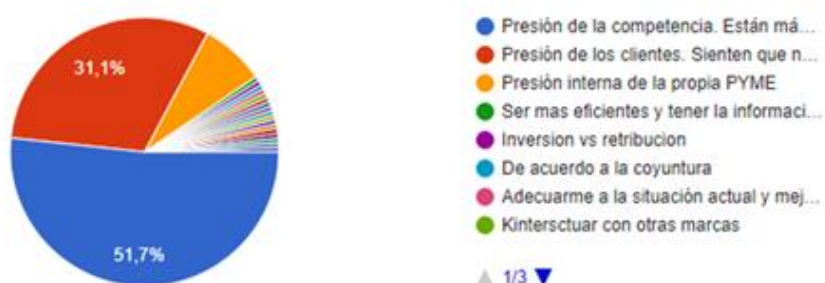 31,1%
51,7%
Presión de la competencia. Están má...
Presión de los clientes. Sienten que n...
Presión interna de la propia PYME
Ser mas eficientes y tener la informaci...
Inversion vs retribucion
De acuerdo a la coyuntura
Adecuarme a la situación actual y mej...
Kintersctuar con otras marcas
1/3